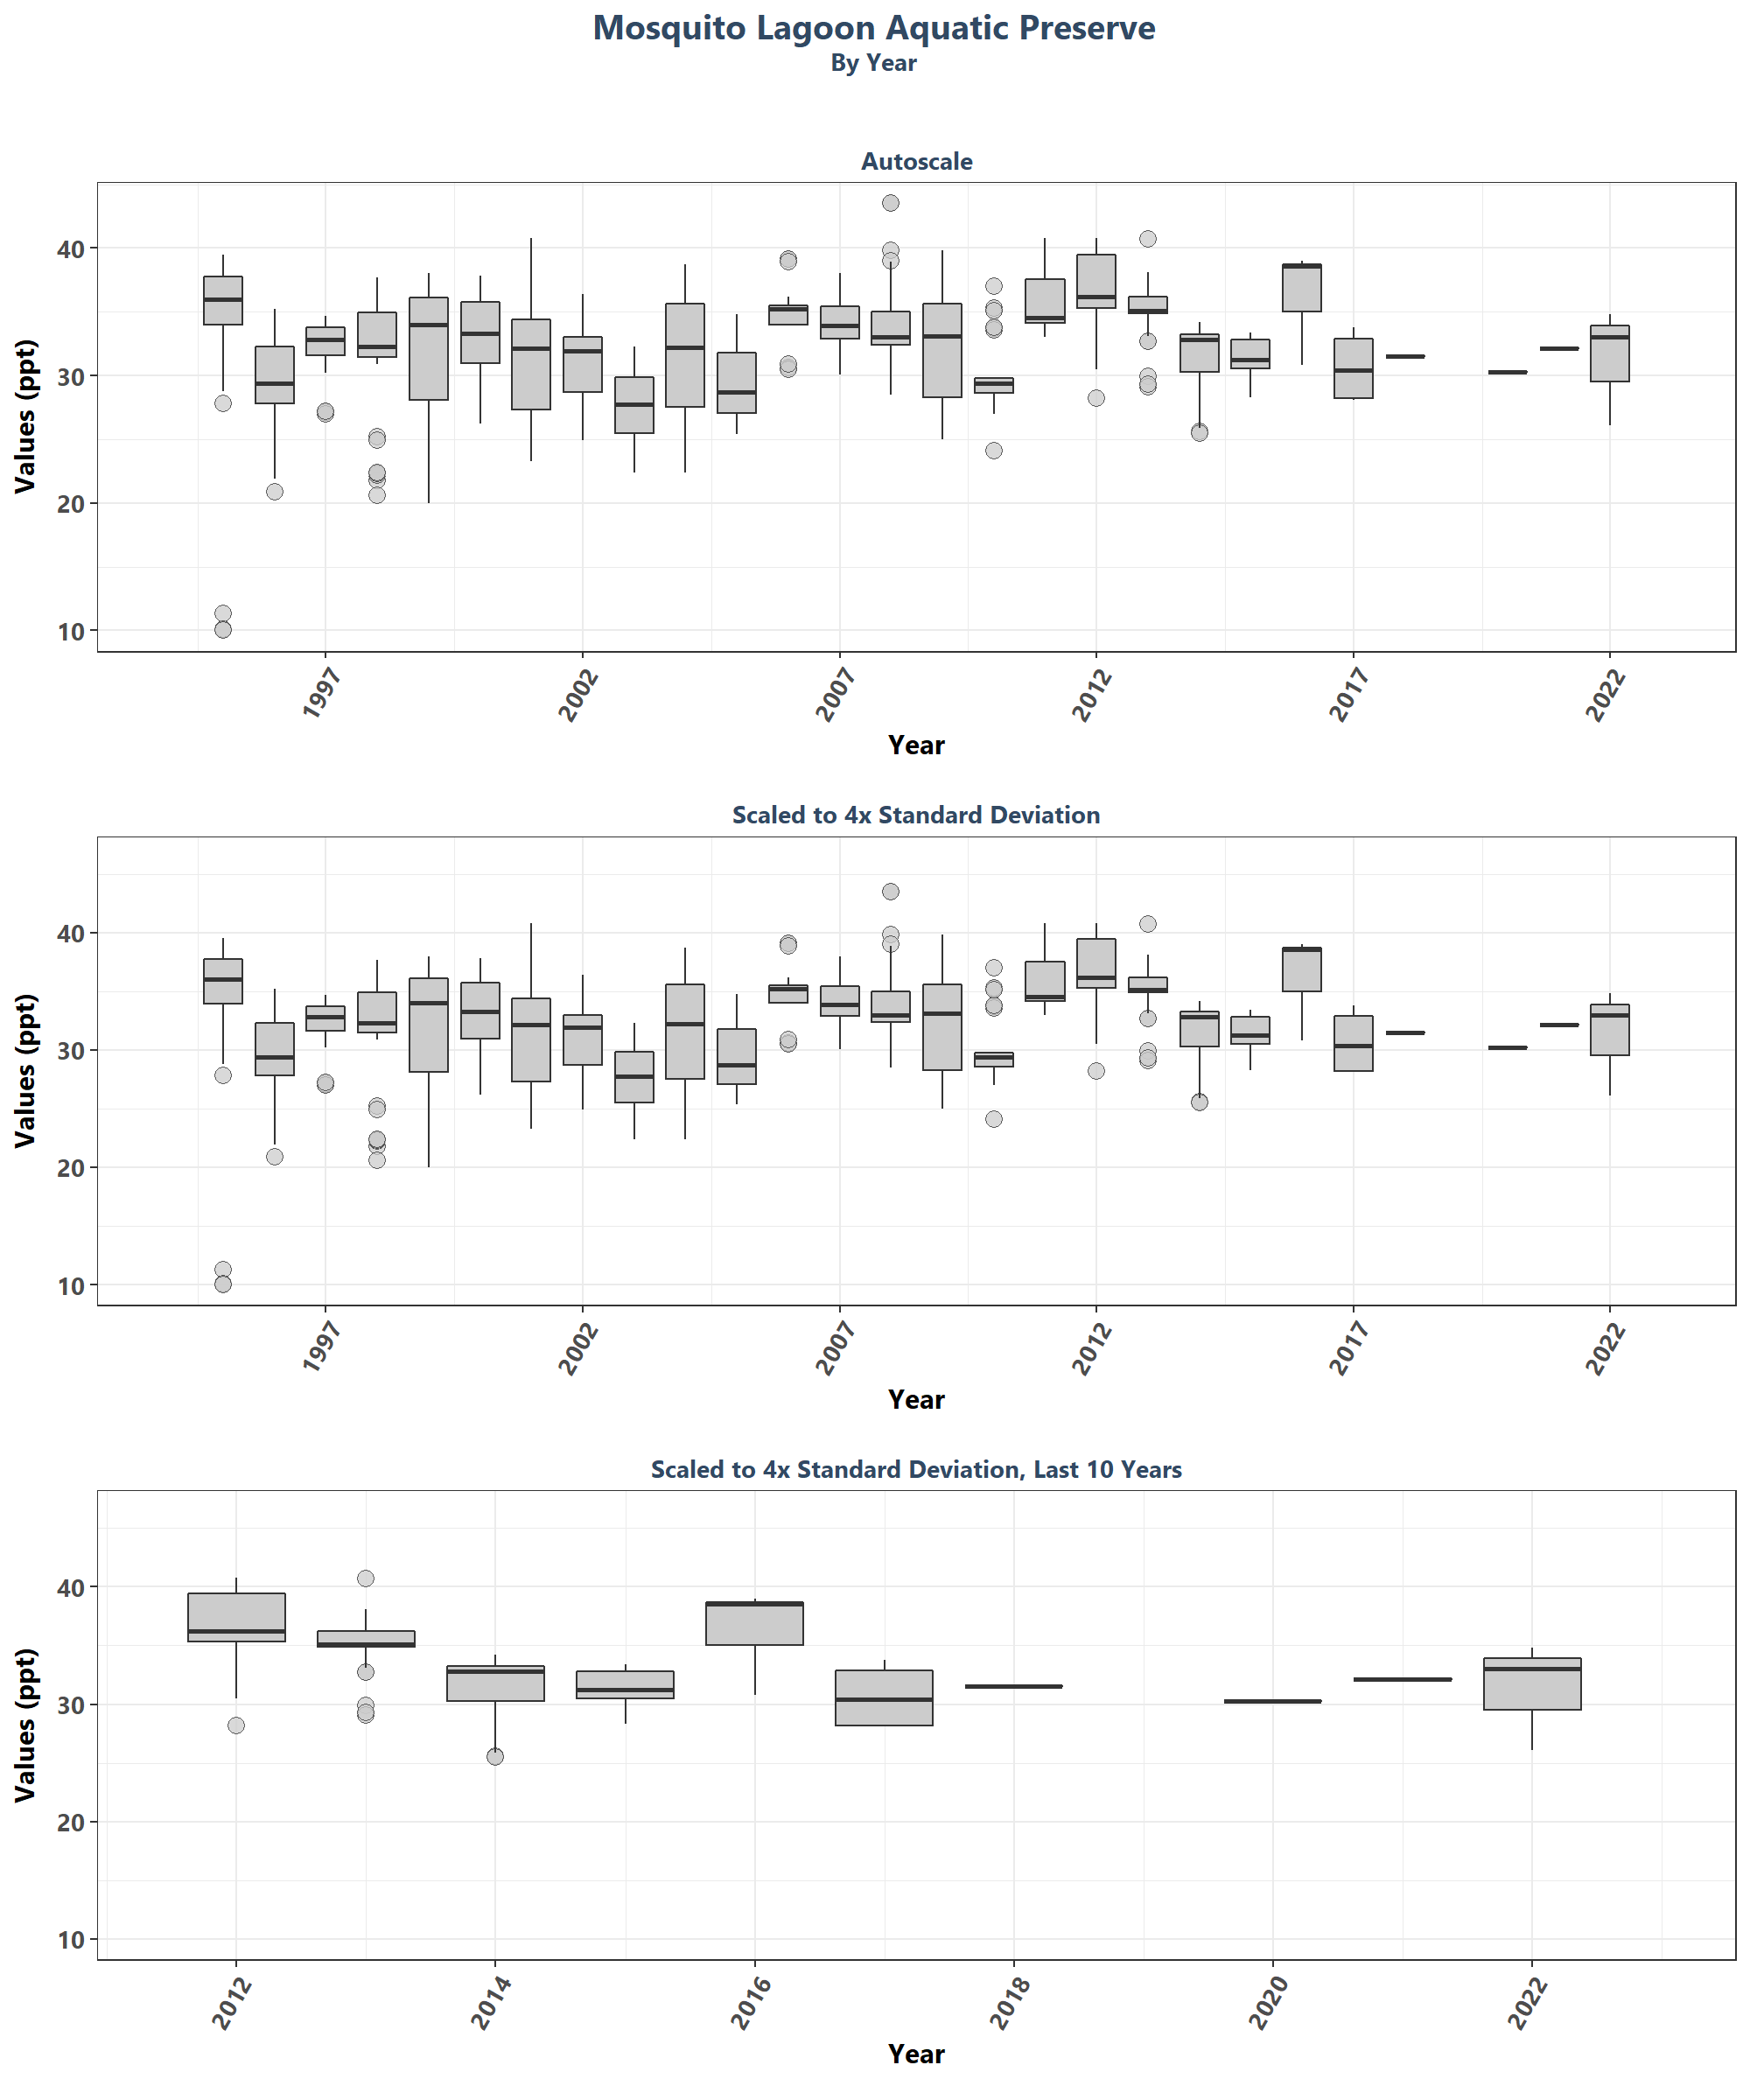 Mosquito Lagoon Aquatic Preserve
By Year
Autoscale
Values (ppt)
40
30
20
10
1997
2002
2007
2012
2017
2022
Year
Scaled to 4x Standard Deviation
Values (ppt)
40
30
20
10
1997
2002
2007
2012
2017
2022
Year
Scaled to 4x Standard Deviation, Last 10 Years
Values (ppt)
40
30
20
10
2012
2014
2016
2018
2020
2022
Year